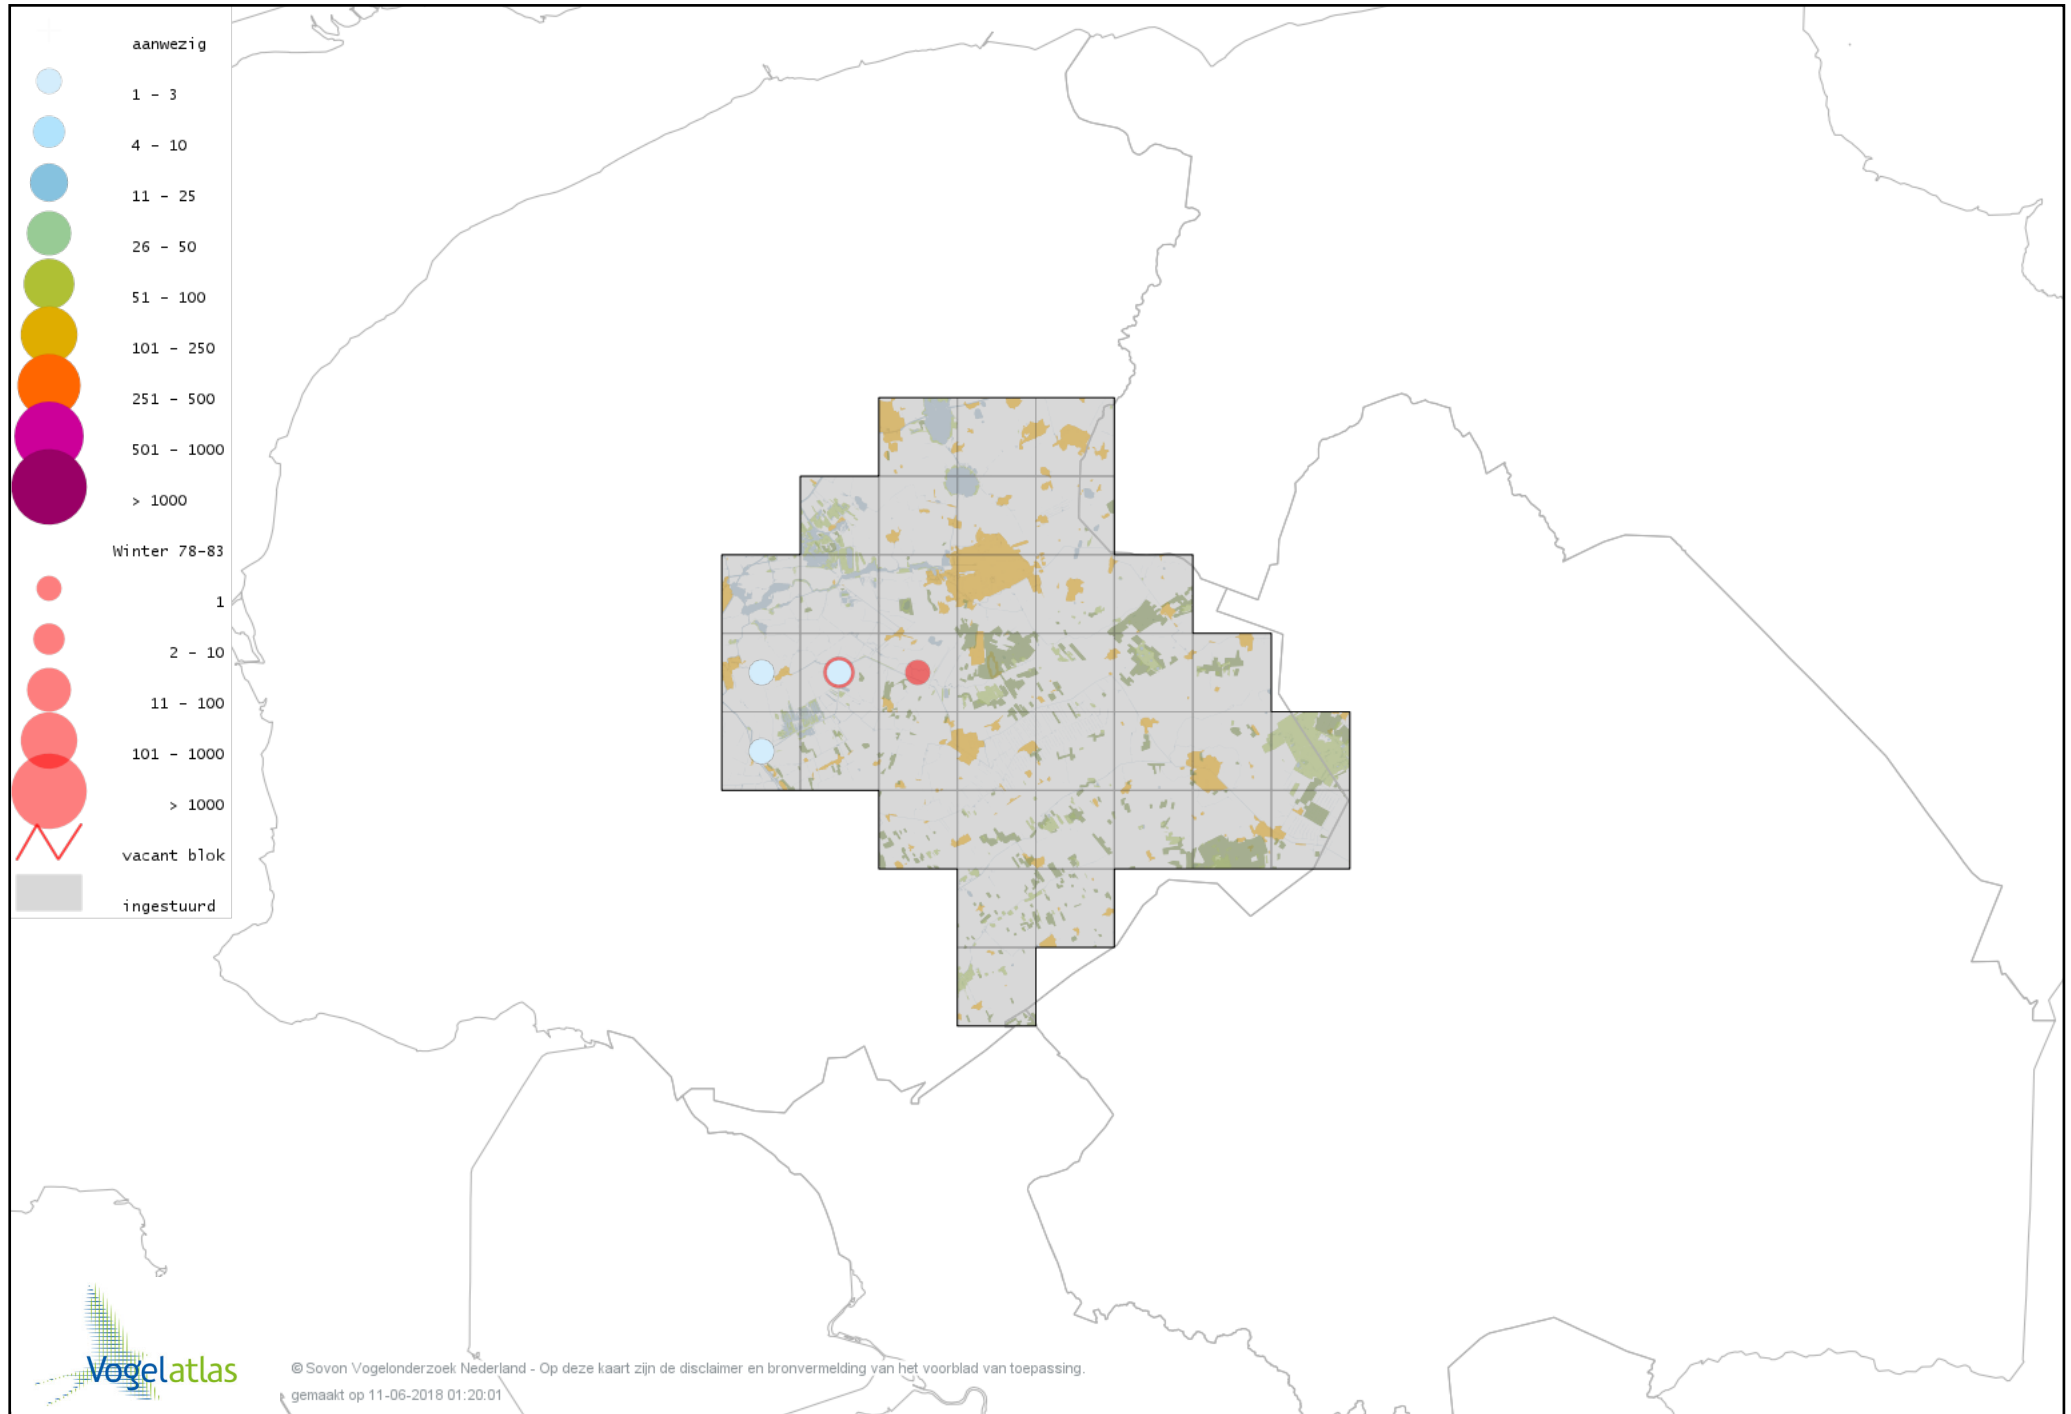 aanwezig
1 - 3
4 - 10
11 - 25
26 - 50
51 - 100
101 - 250
251 - 500
501 - 1000
> 1000
Winter 78-83
1
2 - 10
11 - 100
101 - 1000
> 1000
vacant blok
ingestuurd
Vogelatlas
© Sovon Vogelonderzoek Nederland - Op deze kaart zijn de disclaimer en bronvermelding van het voorblad van toepassing.
gemaakt op 11-06-2018 01:20:01